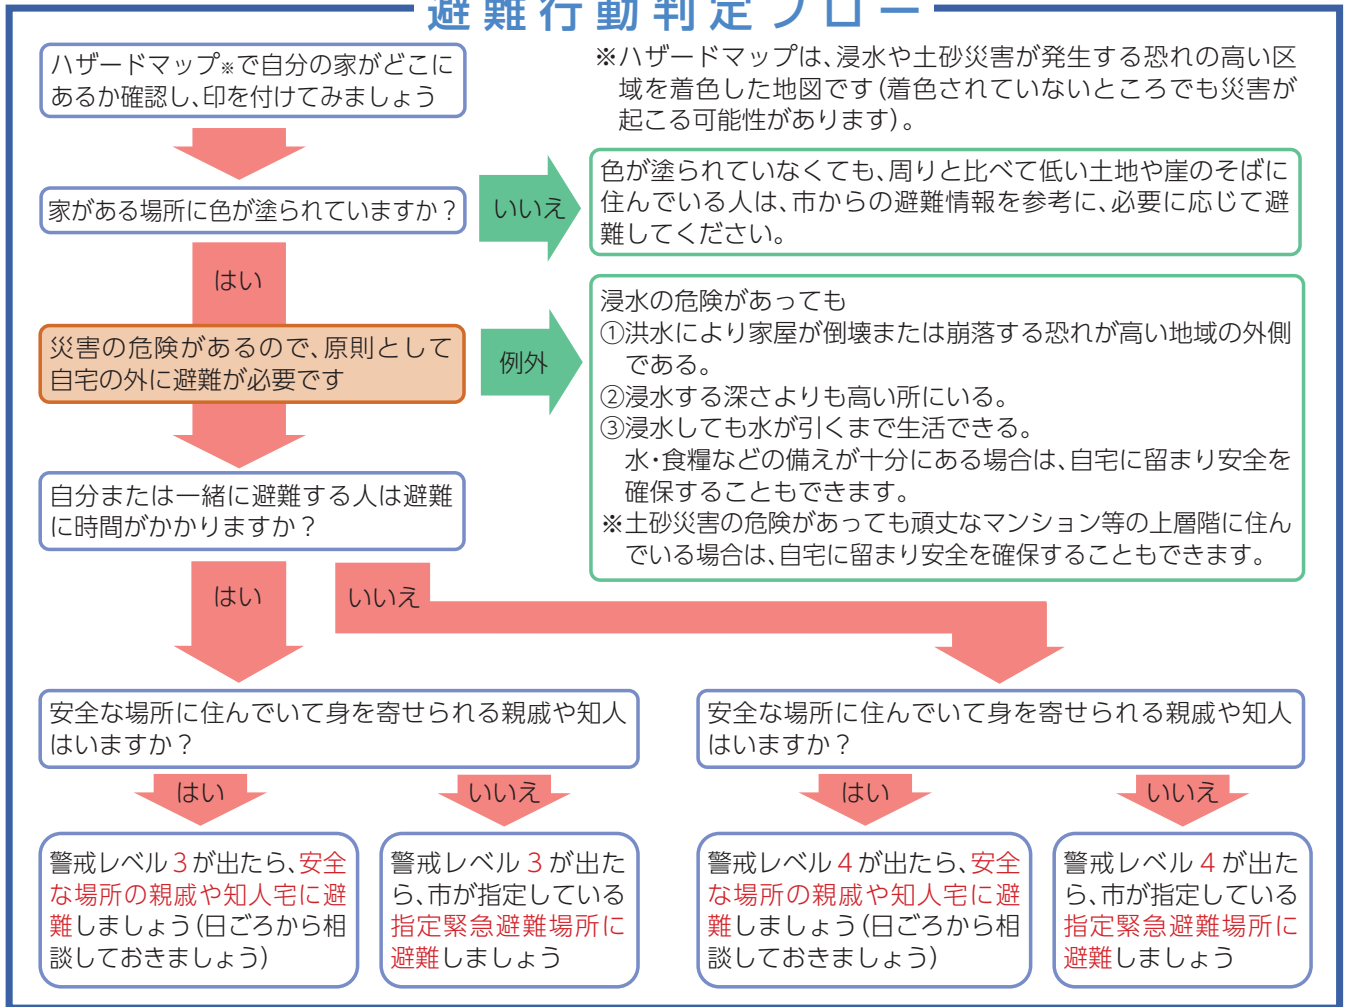 避難行動判定フロー
ハザードマップ※で自分の家がどこに
あるか確認し、印を付けてみましょう
※ハザードマップは、浸水や土砂災害が発生する恐れの高い区
域を着色した地図です(着色されていないところでも災害が
起こる可能性があります)。
家がある場所に色が塗られていますか？
いいえ
色が塗られていなくても、周りと比べて低い土地や崖のそばに
住んでいる人は、市からの避難情報を参考に、必要に応じて避
難してください。
はい
災害の危険があるので、原則として
自宅の外に避難が必要です
例外
浸水の危険があっても
①洪水により家屋が倒壊または崩落する恐れが高い地域の外側
である。
②浸水する深さよりも高い所にいる。
③浸水しても水が引くまで生活できる。
水・食糧などの備えが十分にある場合は、自宅に留まり安全を
確保することもできます。
※土砂災害の危険があっても頑丈なマンション等の上層階に住ん
でいる場合は、自宅に留まり安全を確保することもできます。
自分または一緒に避難する人は避難
に時間がかかりますか？
はい
いいえ
安全な場所に住んでいて身を寄せられる親戚や知人
はいますか？
はい
いいえ
警戒レベル3が出たら、安全
な場所の親戚や知人宅に避
難しましょう(日ごろから相
談しておきましょう)
警戒レベル3が出た
ら、市が指定している
指定緊急避難場所に
避難しましょう
安全な場所に住んでいて身を寄せられる親戚や知人
はいますか？
はい
いいえ
警戒レベル4が出たら、安全
な場所の親戚や知人宅に避
難しましょう(日ごろから相
談しておきましょう)
警戒レベル4が出た
ら、市が指定している
指定緊急避難場所に
避難しましょう